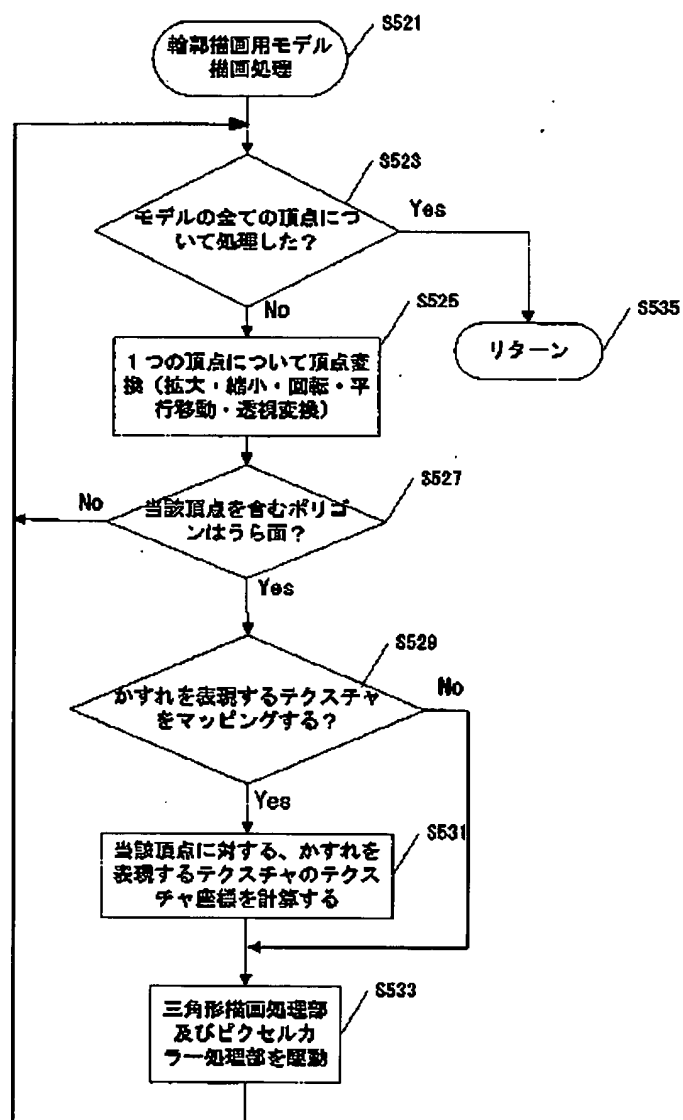 S521
輪郭描画用モデル
描画処理
S523
モデルの全ての頂点につ
いて処理した？
Yes
No
S525
S535
リターン
1つの頂点について頂点変
換（拡大・縮小・回転・平
行移動・透視変換）
S527
No
当該頂点を含むポリゴ
ンはうら面？
Yes
S529
かすれを表現するテクスチャ
をマッピングする？
No
Yes
S531
当該頂点に対する、かすれを
表現するテクスチャのテクス
チャ座標を計算する
S533
三角形描画処理部
及びピクセルカ
ラー処理部を駆動